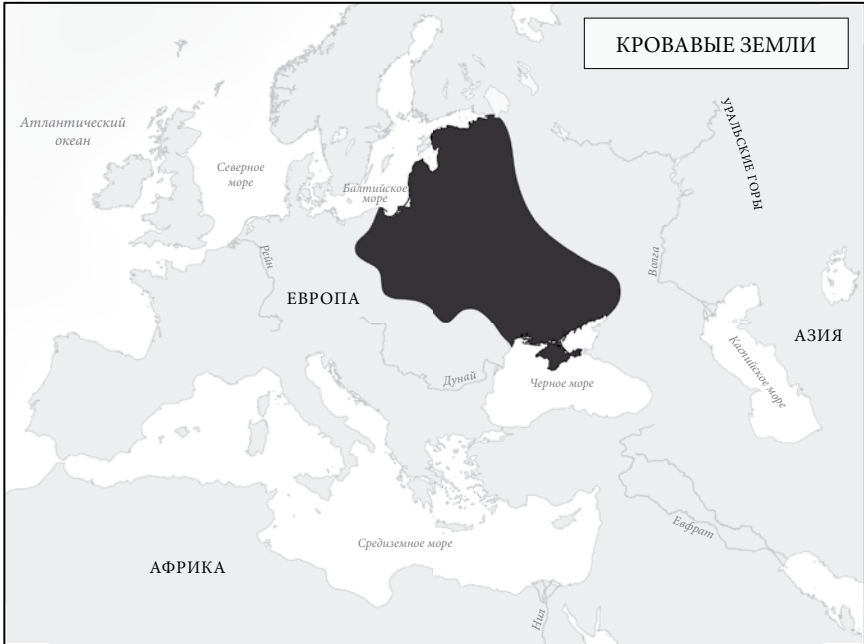 КРОВАВЫЕ ЗЕМЛИ
Атлантический
океан
Северное
море
Балтийское
море
УРАЛЬСКИЕ ГОРЫ
Рейн
Волга
ЕВРОПА
АЗИЯ
Каспийское море
Дунай
Черное море
Евфрат
Средиземное море
АФРИКА
Нил